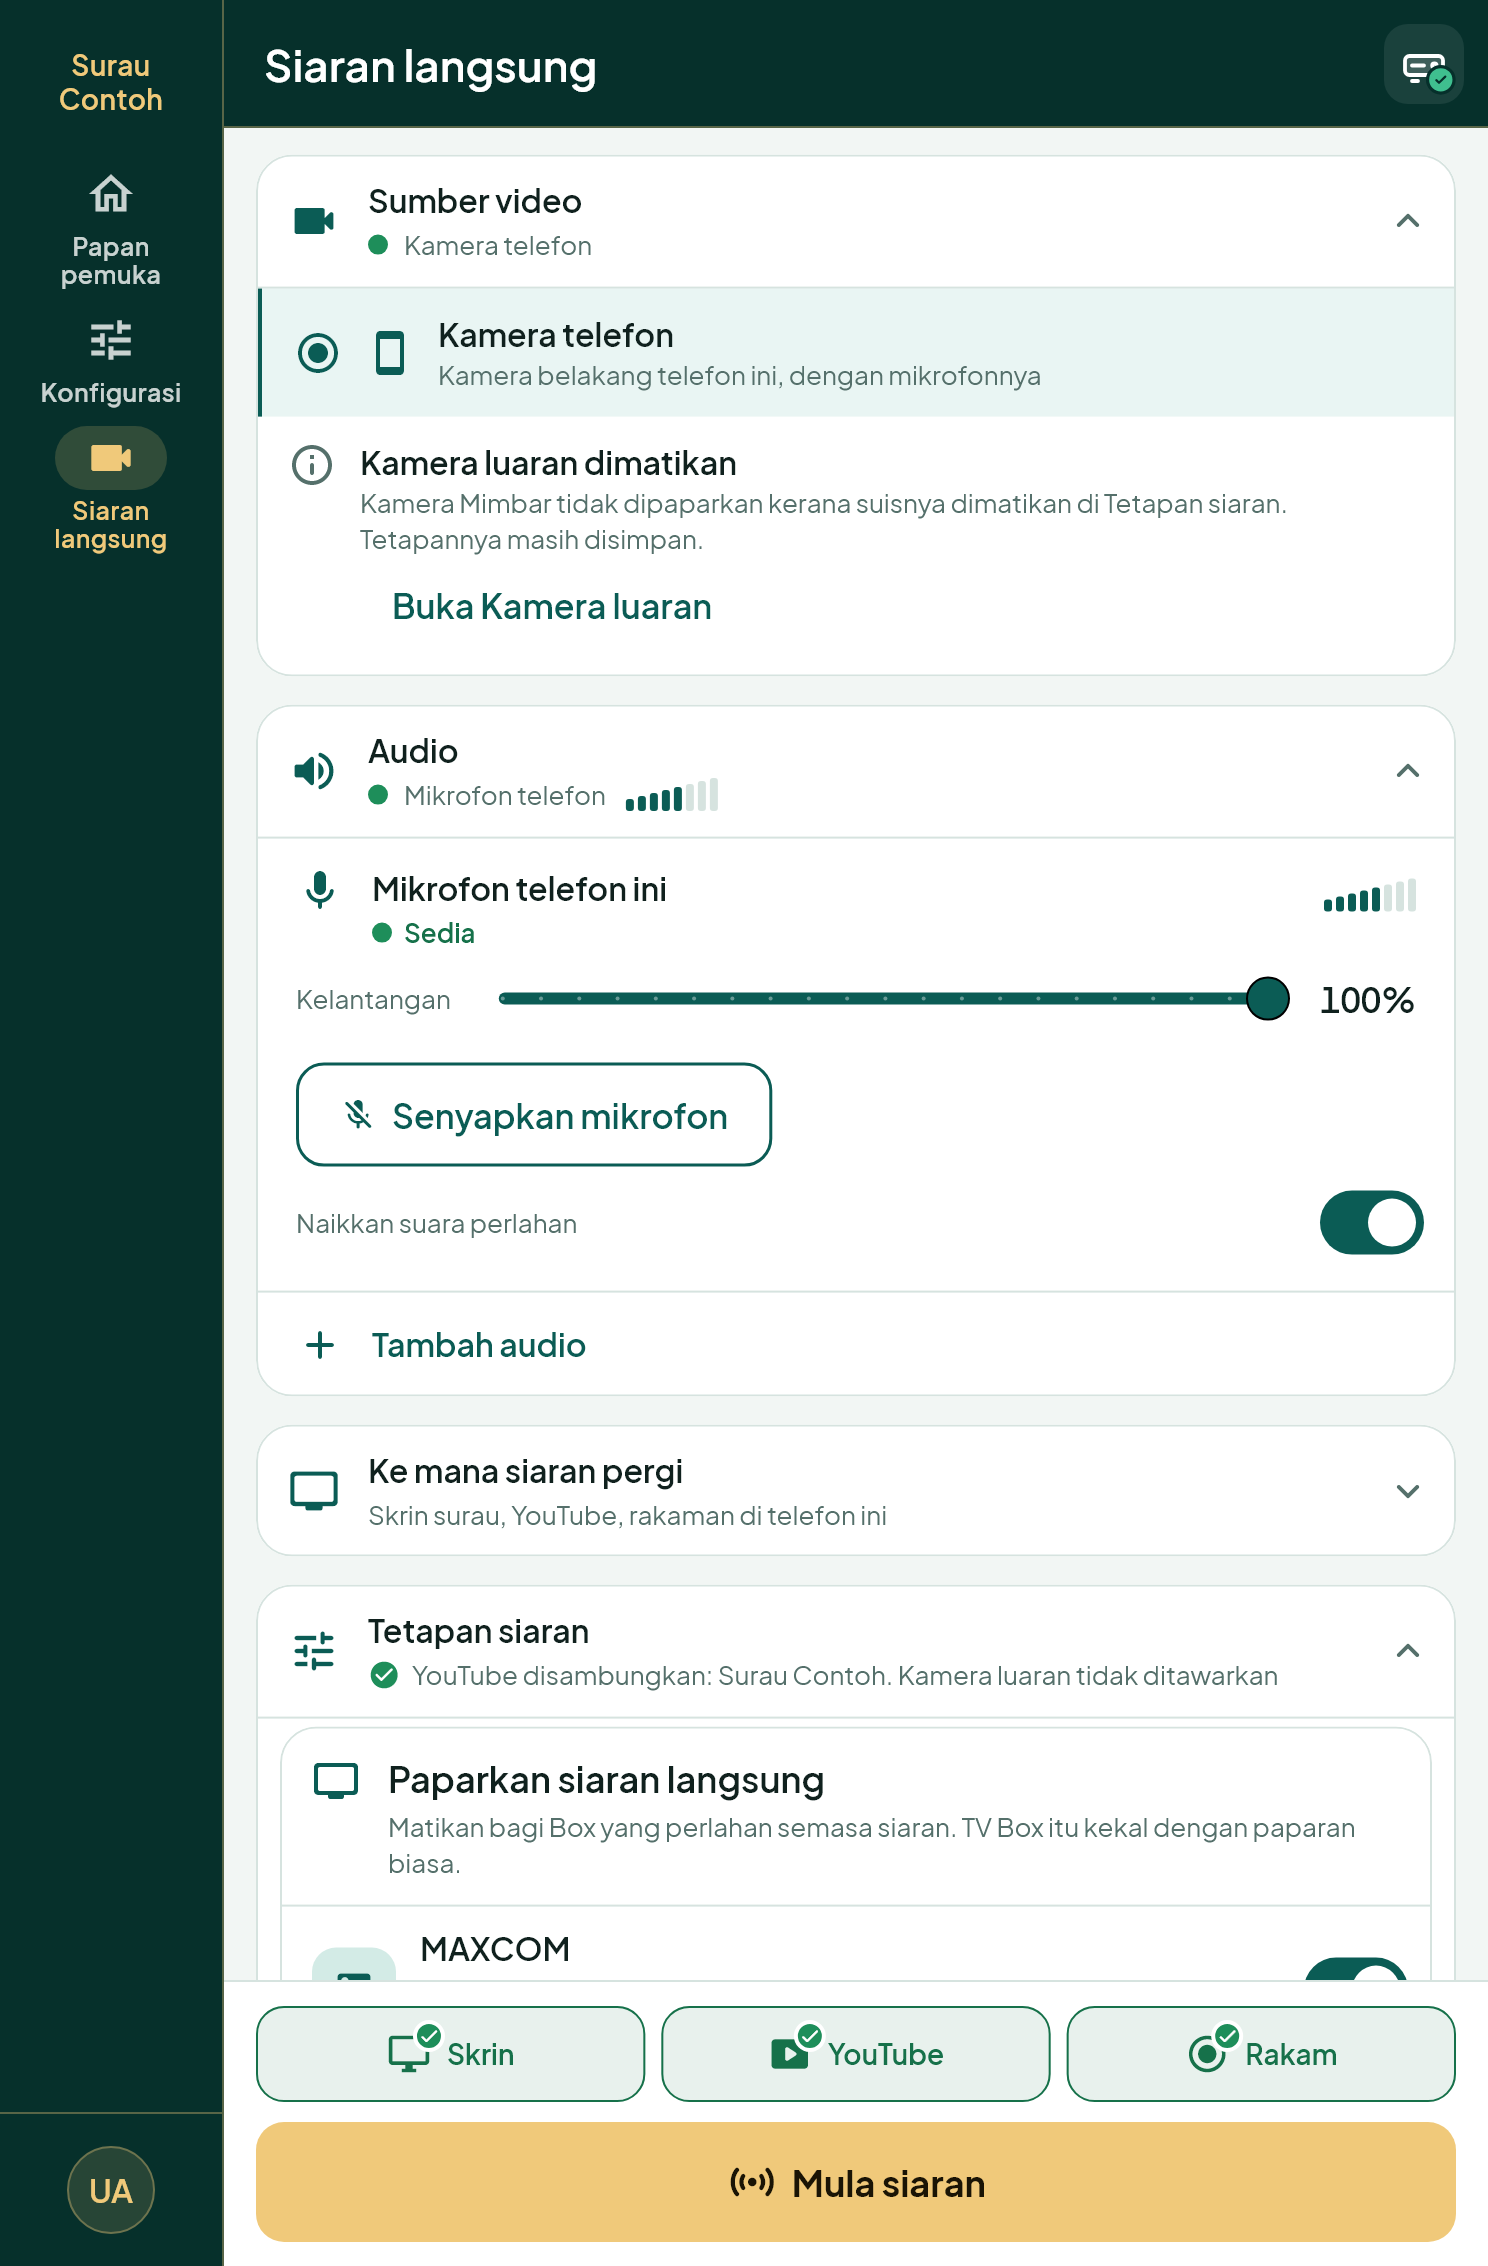 Surau
Contoh
Papan
pemuka
Konfigurasi
Siaran
langsung
UA
Siaran langsung
Sumber video
Kamera telefon
Kamera telefon
Kamera belakang telefon ini, dengan mikrofonnya
Kamera luaran dimatikan
Kamera Mimbar tidak dipaparkan kerana suisnya dimatikan di Tetapan siaran.
Tetapannya masih disimpan.
Buka Kamera luaran
Audio
Mikrofon telefon
Mikrofon telefon ini
Sedia
Kelantangan
100%
Senyapkan mikrofon
Naikkan suara perlahan
Tambah audio
Ke mana siaran pergi
Skrin surau, YouTube, rakaman di telefon ini
Tetapan siaran
YouTube disambungkan: Surau Contoh. Kamera luaran tidak ditawarkan
Paparkan siaran langsung
Matikan bagi Box yang perlahan semasa siaran. TV Box itu kekal dengan paparan
biasa.
MAXCOM
Skrin
YouTube
Rakam
Mula siaran